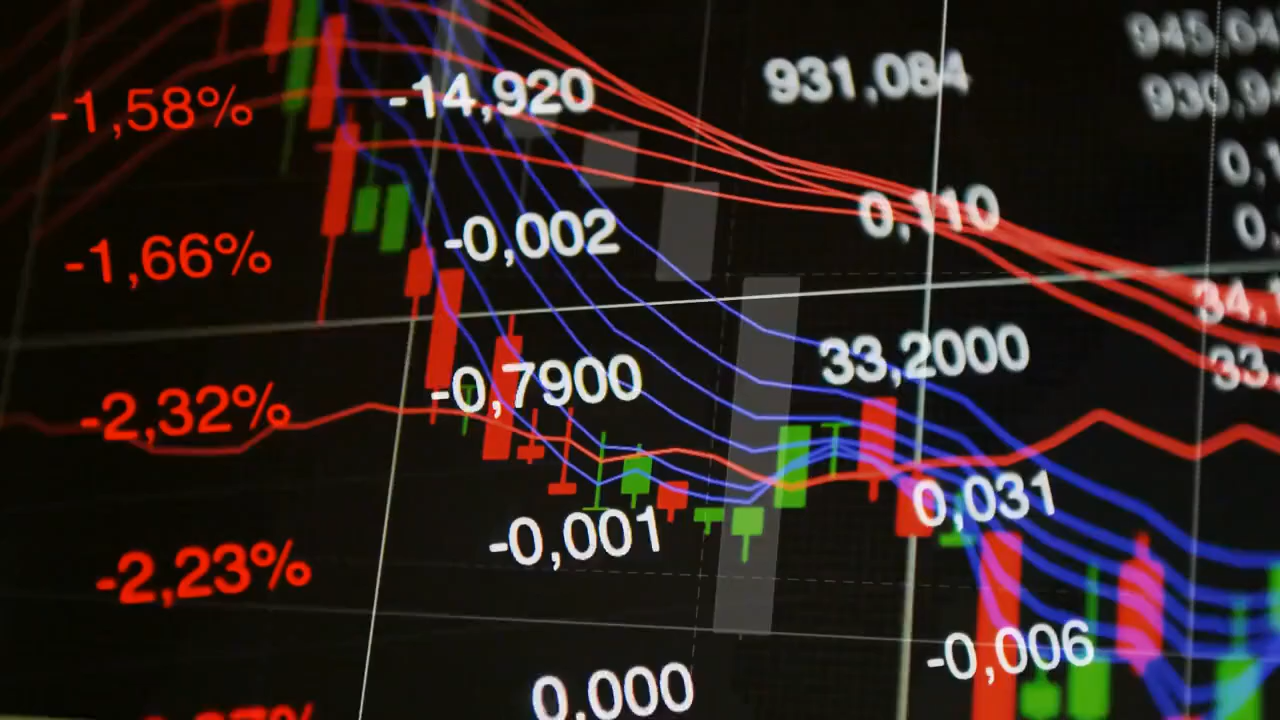 -1,58% -14,920 931,084
-1,66% -0,002 0,110
-2,32% -0,7900 33,2000
-2,23% -0,001 0,031
0,000 -0,006